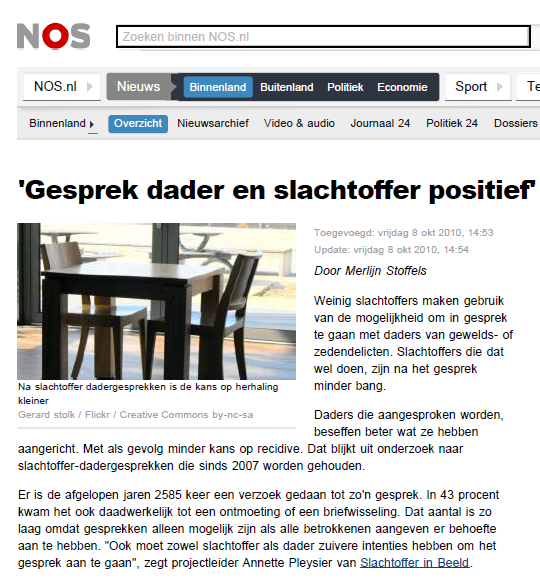 NOS
Zoeken binnen NOS.nl
NOS.nl Nieuws Binnenland Buitenland Politiek Economie Sport Te
Binnenland Overzicht Nieuwsarchief Video & audio Journaal 24 Politiek 24 Dossiers
'Gesprek dader en slachtoffer positief'
Toegevoegd: vrijdag 8 okt 2010, 14:53
Update: vrijdag 8 okt 2010, 14:54
Door Merlijn Stoffels
Weinig slachtoffers maken gebruik
van de mogelijkheid om in gesprek
te gaan met daders van gewelds- of
zedendelicten. Slachtoffers die dat
wel doen, zijn na het gesprek
minder bang.
Na slachtoffer dadergesprekken is de kans op herhaling
kleiner
Gerard stolk / Flickr / Creative Commons by-nc-sa
Daders die aangesproken worden,
beseffen beter wat ze hebben
aangericht. Met als gevolg minder kans op recidive. Dat blijkt uit onderzoek naar
slachtoffer-dadergesprekken die sinds 2007 worden gehouden.
Er is de afgelopen jaren 2585 keer een verzoek gedaan tot zo'n gesprek. In 43 procent
kwam het ook daadwerkelijk tot een ontmoeting of een briefwisseling. Dat aantal is zo
laag omdat gesprekken alleen mogelijk zijn als alle betrokkenen aangeven er behoefte
aan te hebben. "Ook moet zowel slachtoffer als dader zuivere intenties hebben om het
gesprek aan te gaan", zegt projectleider Annette Pleysier van Slachtoffer in Beeld.